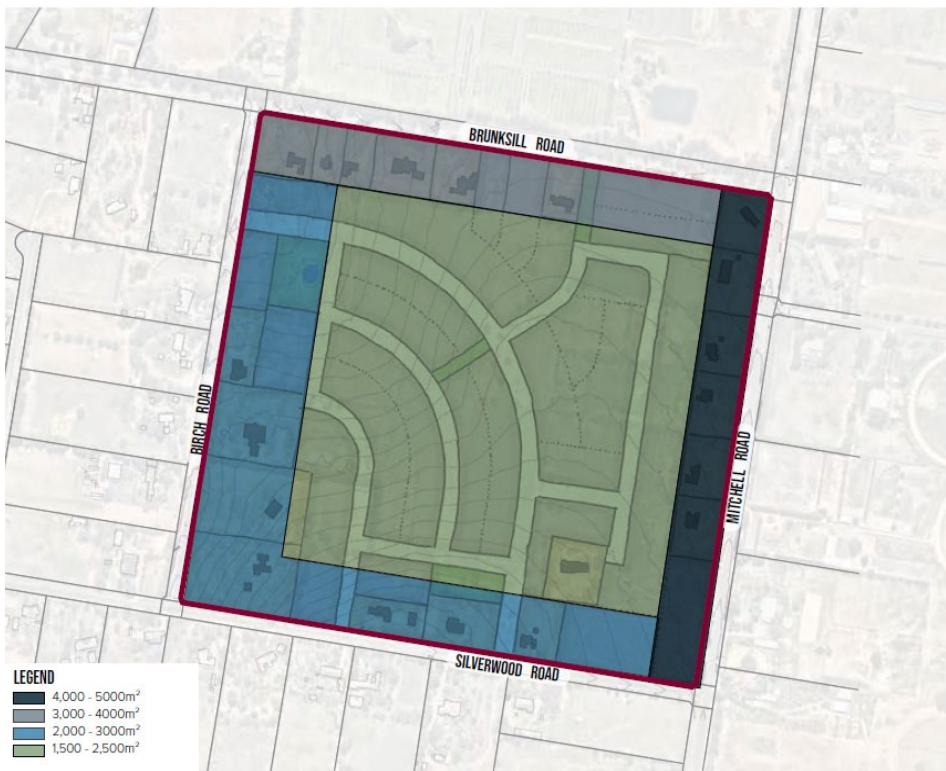 BRUNKSILL ROAD
BIRCH ROAD
MITCHELL ROAD
SILVERWOOD ROAD
LEGEND
4,000 - 5000m²
3,000 - 4000m²
2,000 - 3000m²
1,500 - 2,500m²